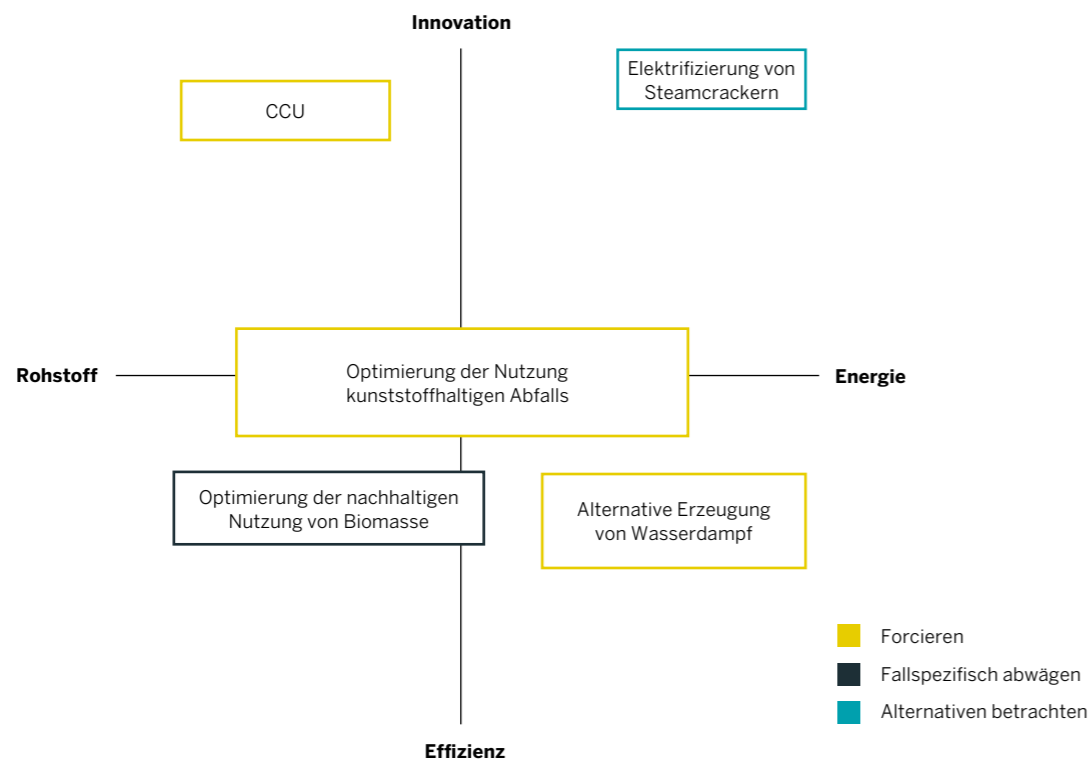 Innovation
Elektrifizierung von
Steamcrackern
CCU
Rohstoff
Optimierung der Nutzung
kunststoffhaltigen Abfalls
Energie
Optimierung der nachhaltigen
Nutzung von Biomasse
Alternative Erzeugung
von Wasserdampf
Forcieren
Fallspezifisch abwägen
Alternativen betrachten
Effizienz